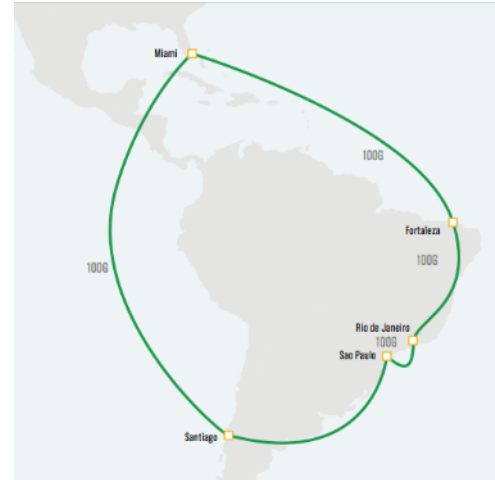 Miami
100G
Fortaleza
100G
100G
Rio de Janeiro
100G
Sao Paulo
Santiago